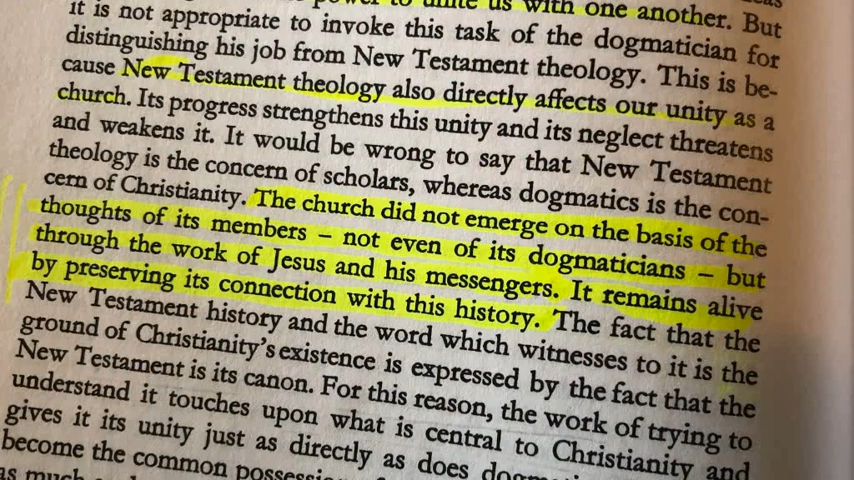 power to unite us with one another. But
it is not appropriate to invoke this task of the dogmatician for
distinguishing his job from New Testament theology. This is be-
cause New Testament theology also directly affects our unity as a
church. Its progress strengthens this unity and its neglect threatens
and weakens it. It would be wrong to say that New Testament
theology is the concern of scholars, whereas dogmatics is the con-
cern of Christianity. The church did not emerge on the basis of the
thoughts of its members – not even of its dogmaticians – but
through the work of Jesus and his messengers. It remains alive
by preserving its connection with this history. The fact that the
New Testament history and the word which witnesses to it is the
ground of Christianity's existence is expressed by the fact that the
New Testament is its canon. For this reason, the work of trying to
understand it touches upon what is central to Christianity and
gives it its unity just as directly as does
become the common
as much